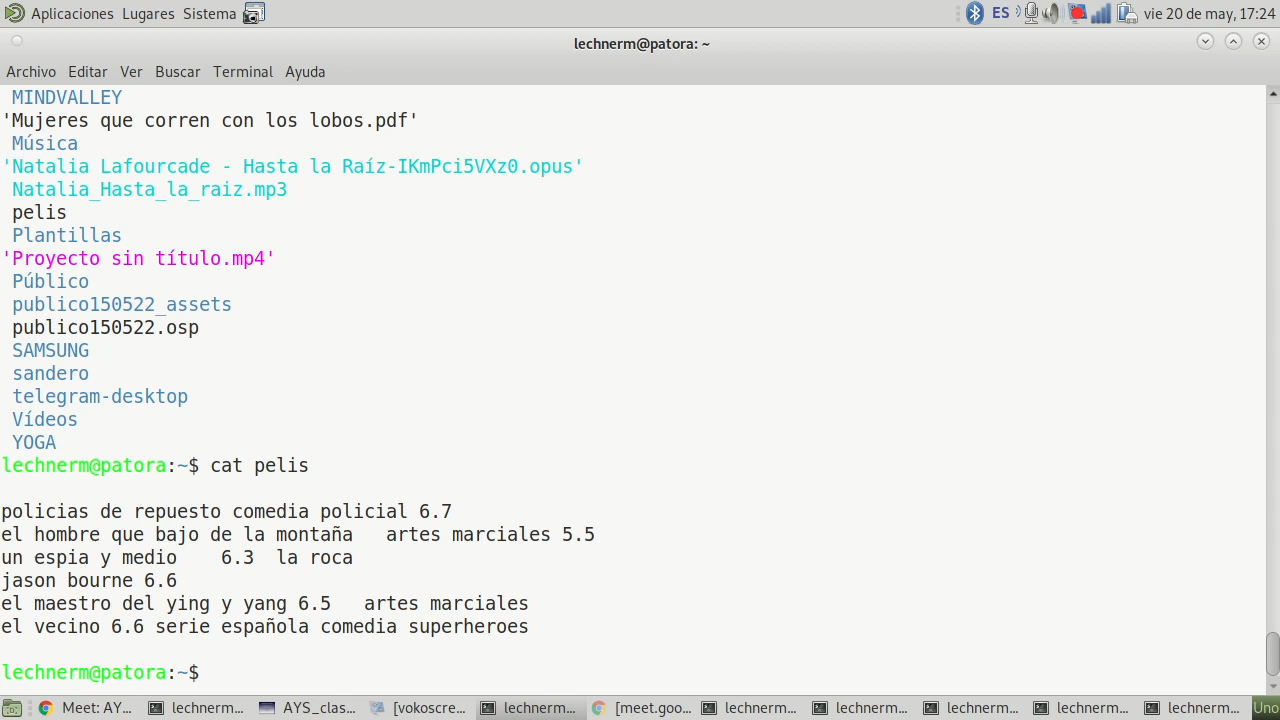 Aplicaciones Lugares Sistema ES vie 20 de may, 17:24
lechnerm@patora: ~
Archivo Editar Ver Buscar Terminal Ayuda
MINDVALLEY
'Mujeres que corren con los lobos.pdf'
Música
'Natalia Lafourcade - Hasta la Raíz-IKmPci5VXz0.opus'
Natalia_Hasta_la_raiz.mp3
pelis
Plantillas
'Proyecto sin título.mp4'
Público
publico150522_assets
publico150522.osp
SAMSUNG
sandero
telegram-desktop
Vídeos
YOGA
lechnerm@patora:~$ cat pelis
policias de repuesto comedia policial 6.7
el hombre que bajo de la montaña   artes marciales 5.5
un espia y medio    6.3  la roca
jason bourne 6.6
el maestro del ying y yang 6.5   artes marciales
el vecino 6.6 serie española comedia superheroes
lechnerm@patora:~$
Meet: AY... lechnerm... AYS_clas... [vokoscre... lechnerm... [meet.goo... lechnerm... lechnerm... lechnerm... lechnerm... lechnerm... Uno